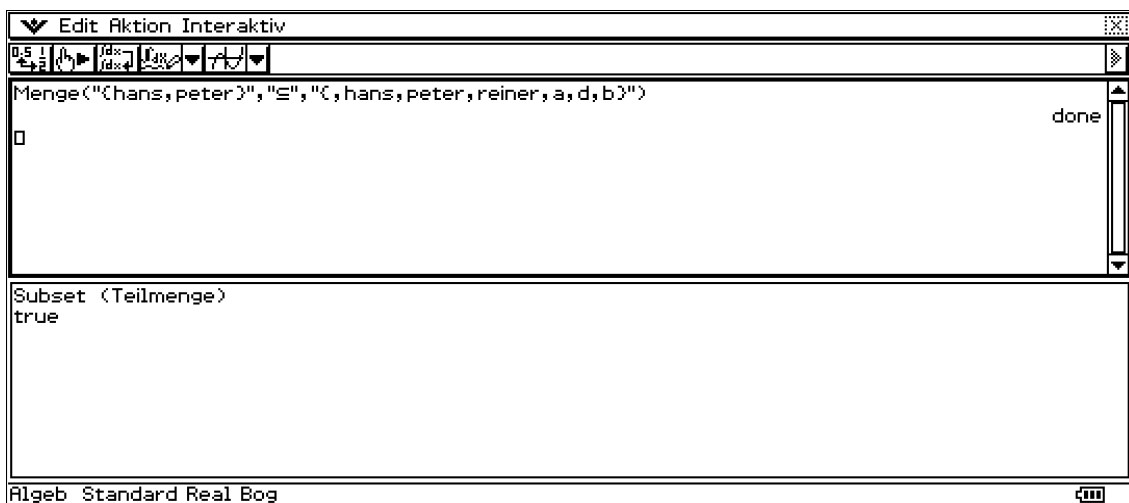 Edit Aktion Interaktiv
Menge("{hans,peter}","⊆","{,hans,peter,reiner,a,d,b}")
done
Subset (Teilmenge)
true
Algeb Standard Real Bog